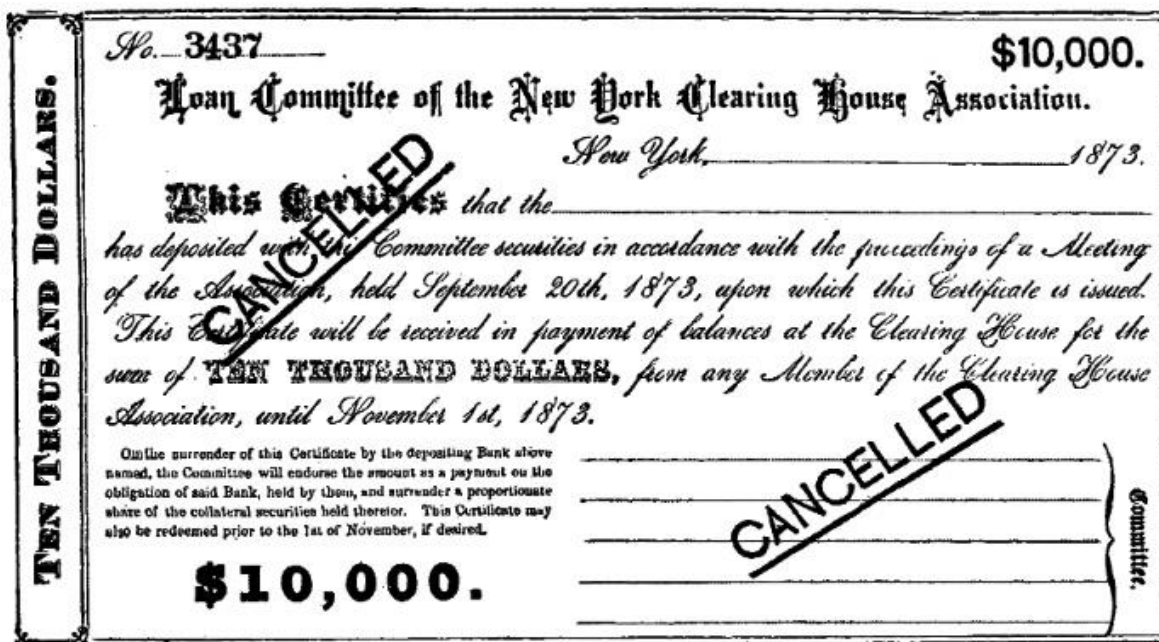 TEN THOUSAND DOLLARS.
No. 3437
$10,000.
Loan Committee of the New York Clearing House Association.
New York, 1873.
This Certifies that the
has deposited with the Committee securities in accordance with the proceedings of a Meeting
of the Association, held September 20th, 1873, upon which this Certificate is issued.
This Certificate will be received in payment of balances at the Clearing House for the
sum of TEN THOUSAND DOLLARS, from any Member of the Clearing House
Association, until November 1st, 1873.
CANCELLED
On the surrender of this Certificate by the depositing Bank above
named, the Committee will endorse the amount as a payment on the
obligation of said Bank, held by them, and surrender a proportionate
share of the collateral securities held therefor. This Certificate may
also be redeemed prior to the 1st of November, if desired.
$10,000.
CANCELLED
Committee.